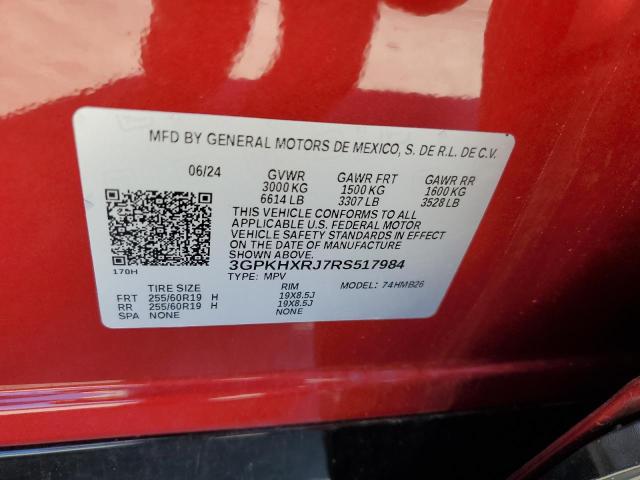 MFD BY GENERAL MOTORS DE MEXICO, S. DE R.L. DE C.V.
06/24 GVWR GAWR FRT GAWR RR
3000 KG 1500 KG 1600 KG
6614 LB 3307 LB 3528 LB
THIS VEHICLE CONFORMS TO ALL
APPLICABLE U.S. FEDERAL MOTOR
VEHICLE SAFETY STANDARDS IN EFFECT
ON THE DATE OF MANUFACTURE
SHOWN ABOVE.
3GPKHXRJ7RS517984
170H TYPE: MPV MODEL: 74HMB26
TIRE SIZE RIM
FRT 255/60R19 H 19X8.5J
RR 255/60R19 H 19X8.5J
SPA NONE NONE